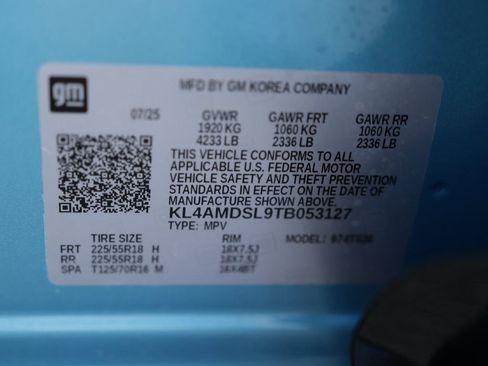 gm
MFD BY GM KOREA COMPANY
07/25 GVWR GAWR FRT GAWR RR
1920 KG 1060 KG 1060 KG
4233 LB 2336 LB 2336 LB
THIS VEHICLE CONFORMS TO ALL
APPLICABLE U.S. FEDERAL MOTOR
VEHICLE SAFETY AND THEFT PREVENTION
STANDARDS IN EFFECT ON THE DATE OF
MANUFACTURE SHOWN ABOVE.
KL4AMDSL9TB053127
TYPE: MPV MODEL:
TIRE SIZE RIM
FRT 225/55R18 H 18X7.5J
RR 225/55R18 H 18X7.5J
SPA T125/70R16 M 16X4BT